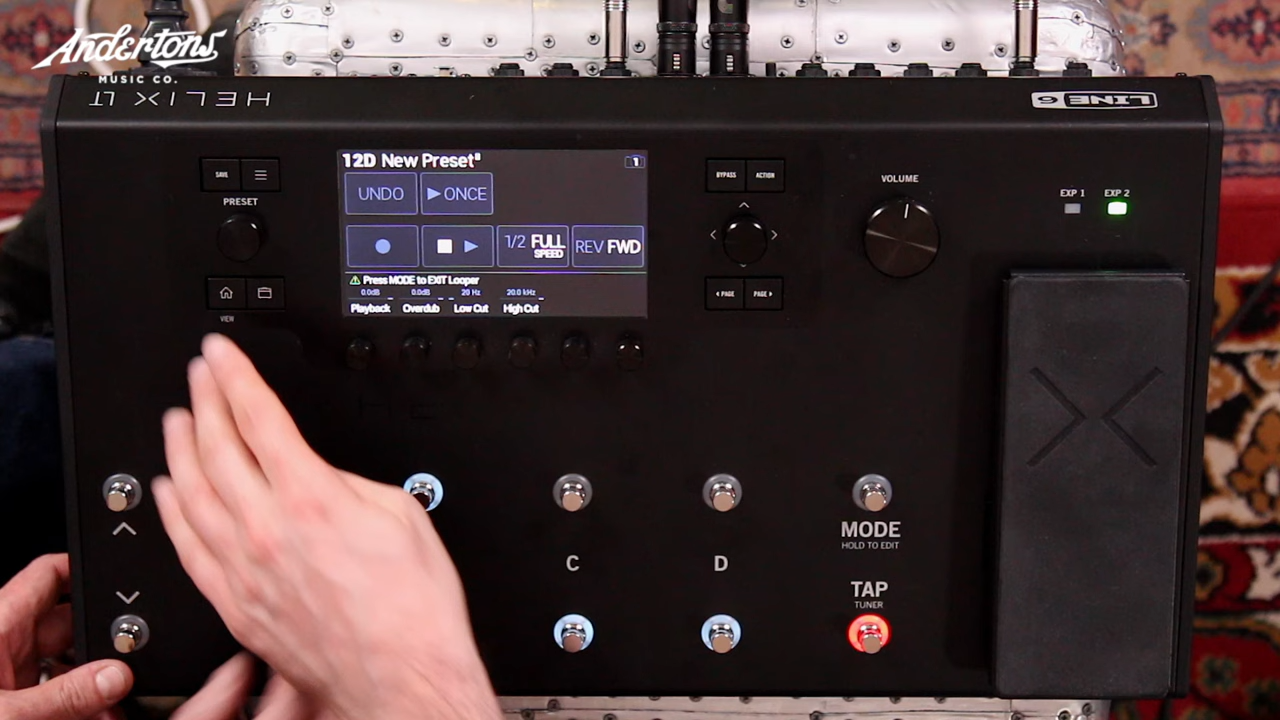 Andertons
MUSIC CO.
HELIX LT
LINE 6
SAVE
PRESET
VIEW
12D New Preset
1
UNDO
ONCE
1/2 FULL SPEED
REV FWD
Press MODE to EXIT Looper
0.0dB 0.0dB 20 Hz 20.0 kHz
Playback Overdub Low Cut High Cut
BYPASS ACTION
PAGE PAGE
VOLUME
EXP 1 EXP 2
C
D
MODE
HOLD TO EDIT
TAP
TUNER